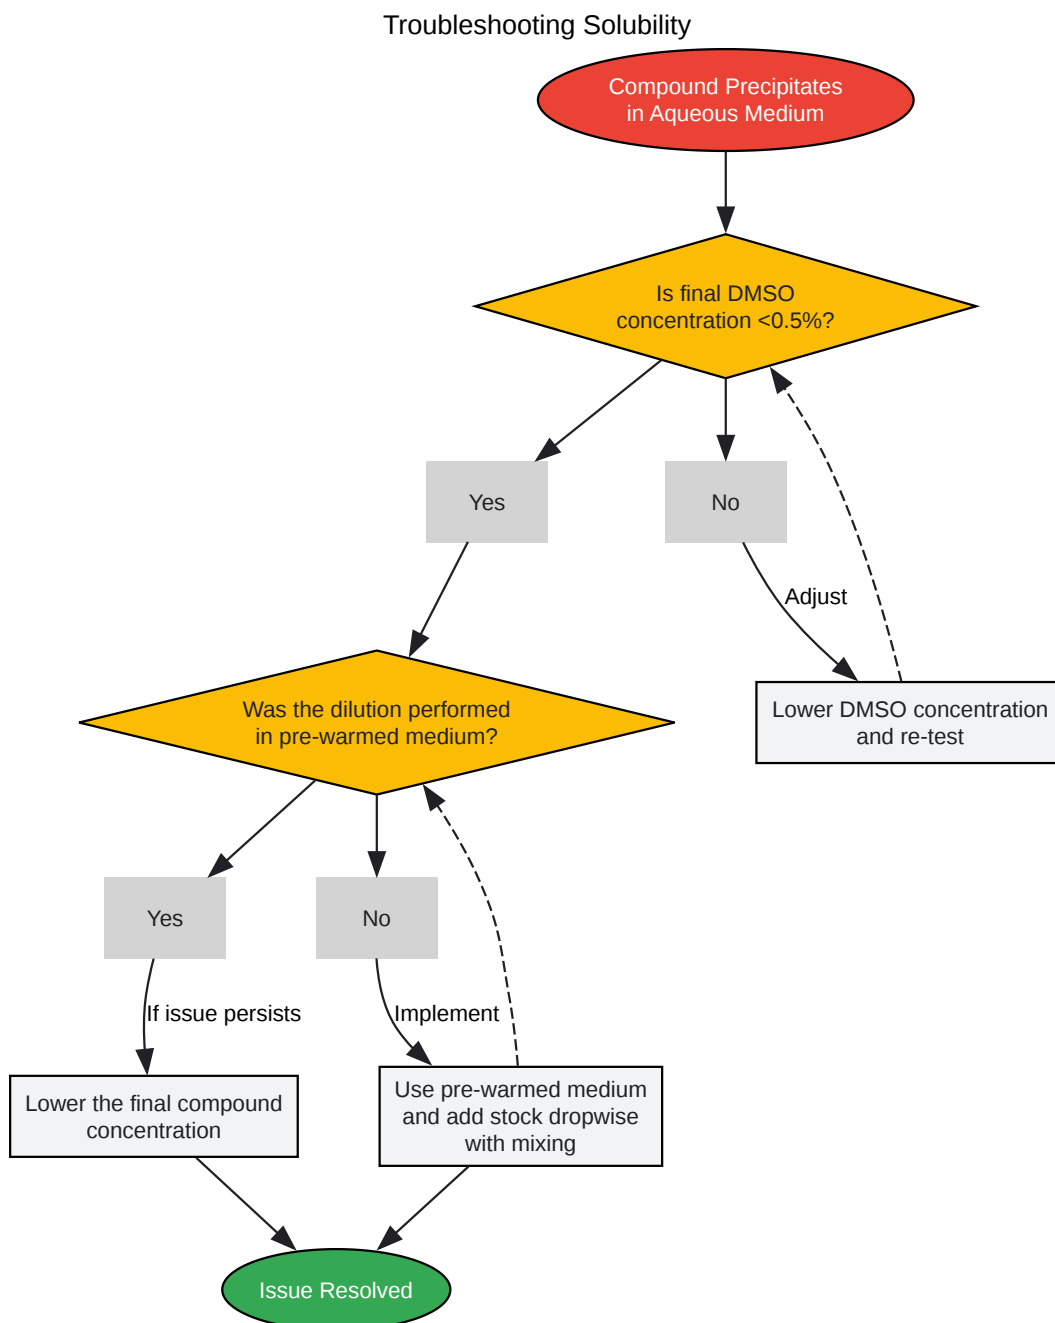 Troubleshooting Solubility
Compound Precipitates
in Aqueous Medium
Is final DMSO
concentration <0.5%?
Yes
No
Adjust
Was the dilution performed
in pre-warmed medium?
Lower DMSO concentration
and re-test
Yes
No
If issue persists
Implement
Lower the final compound
concentration
Use pre-warmed medium
and add stock dropwise
with mixing
Issue Resolved